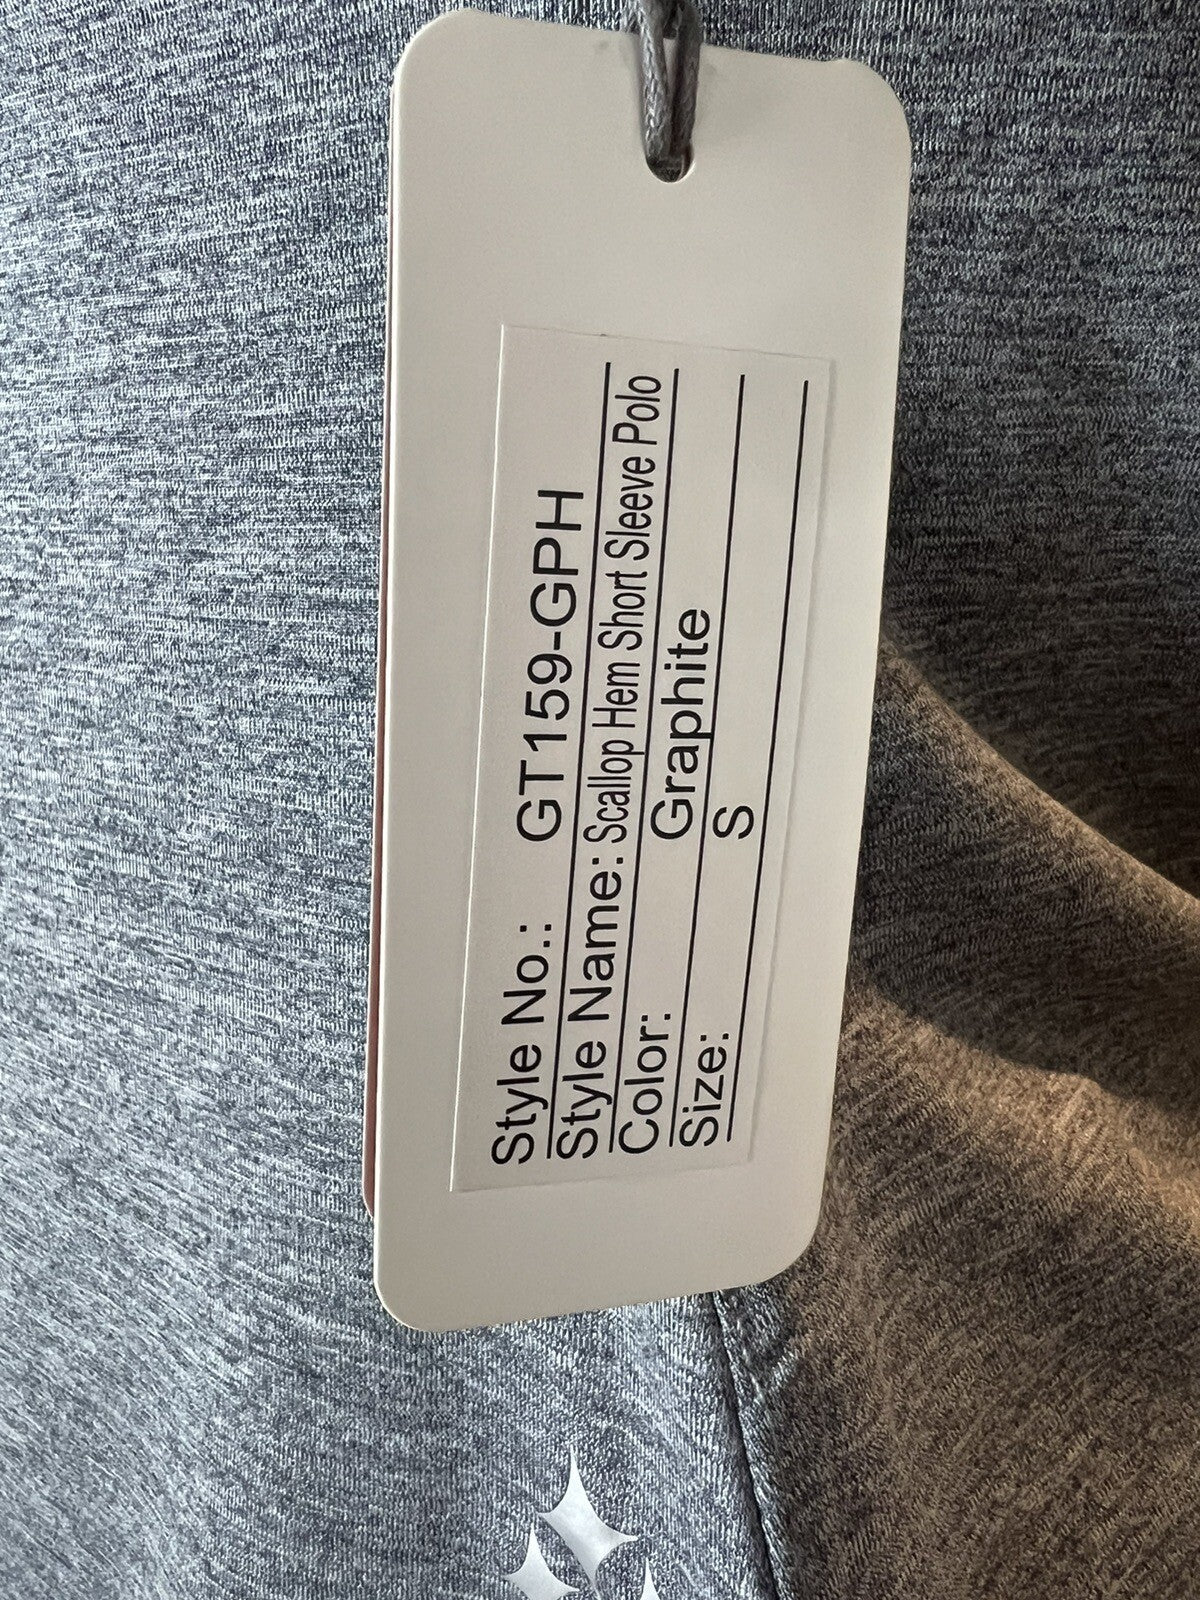 Style No.: GT159-GPH
Style Name: Scallop Hem Short Sleeve Polo
Color: Graphite
Size: S